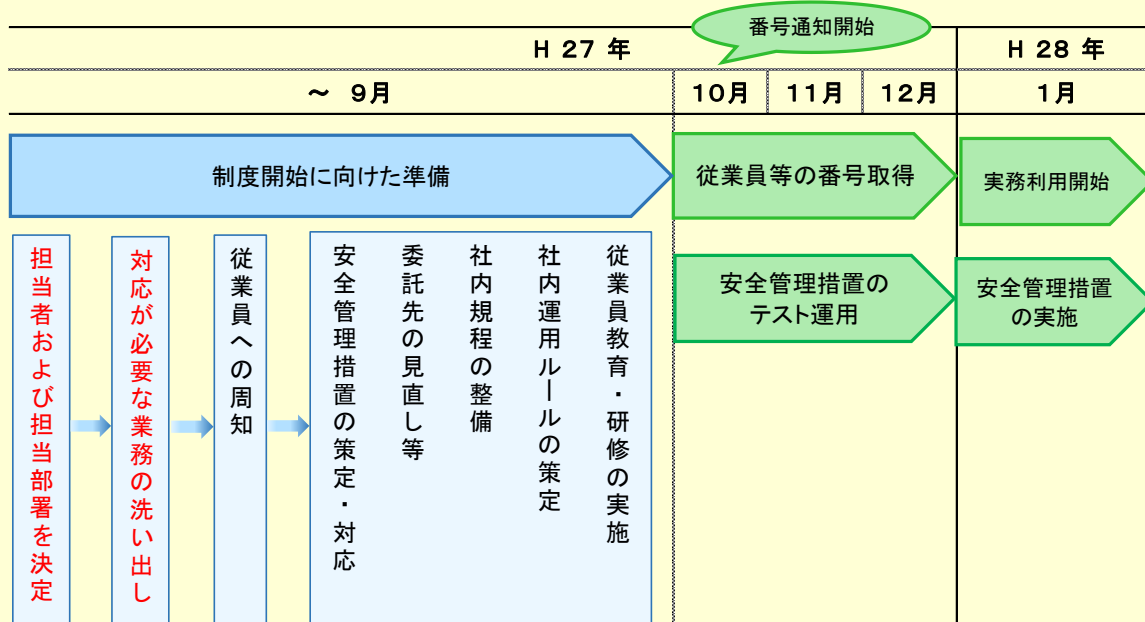 番号通知開始
H 27 年
H 28 年
～ 9月
10月
11月
12月
1月
制度開始に向けた準備
従業員等の番号取得
実務利用開始
担当者および担当部署を決定
対応が必要な業務の洗い出し
従業員への周知
安全管理措置の策定・対応
委託先の見直し等
社内規程の整備
社内運用ルールの策定
従業員教育・研修の実施
安全管理措置の
テスト運用
安全管理措置
の実施